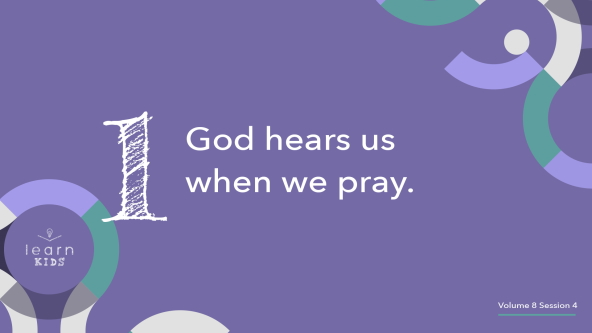 1
God hears us
when we pray.
learn
KIDS
Volume 8 Session 4